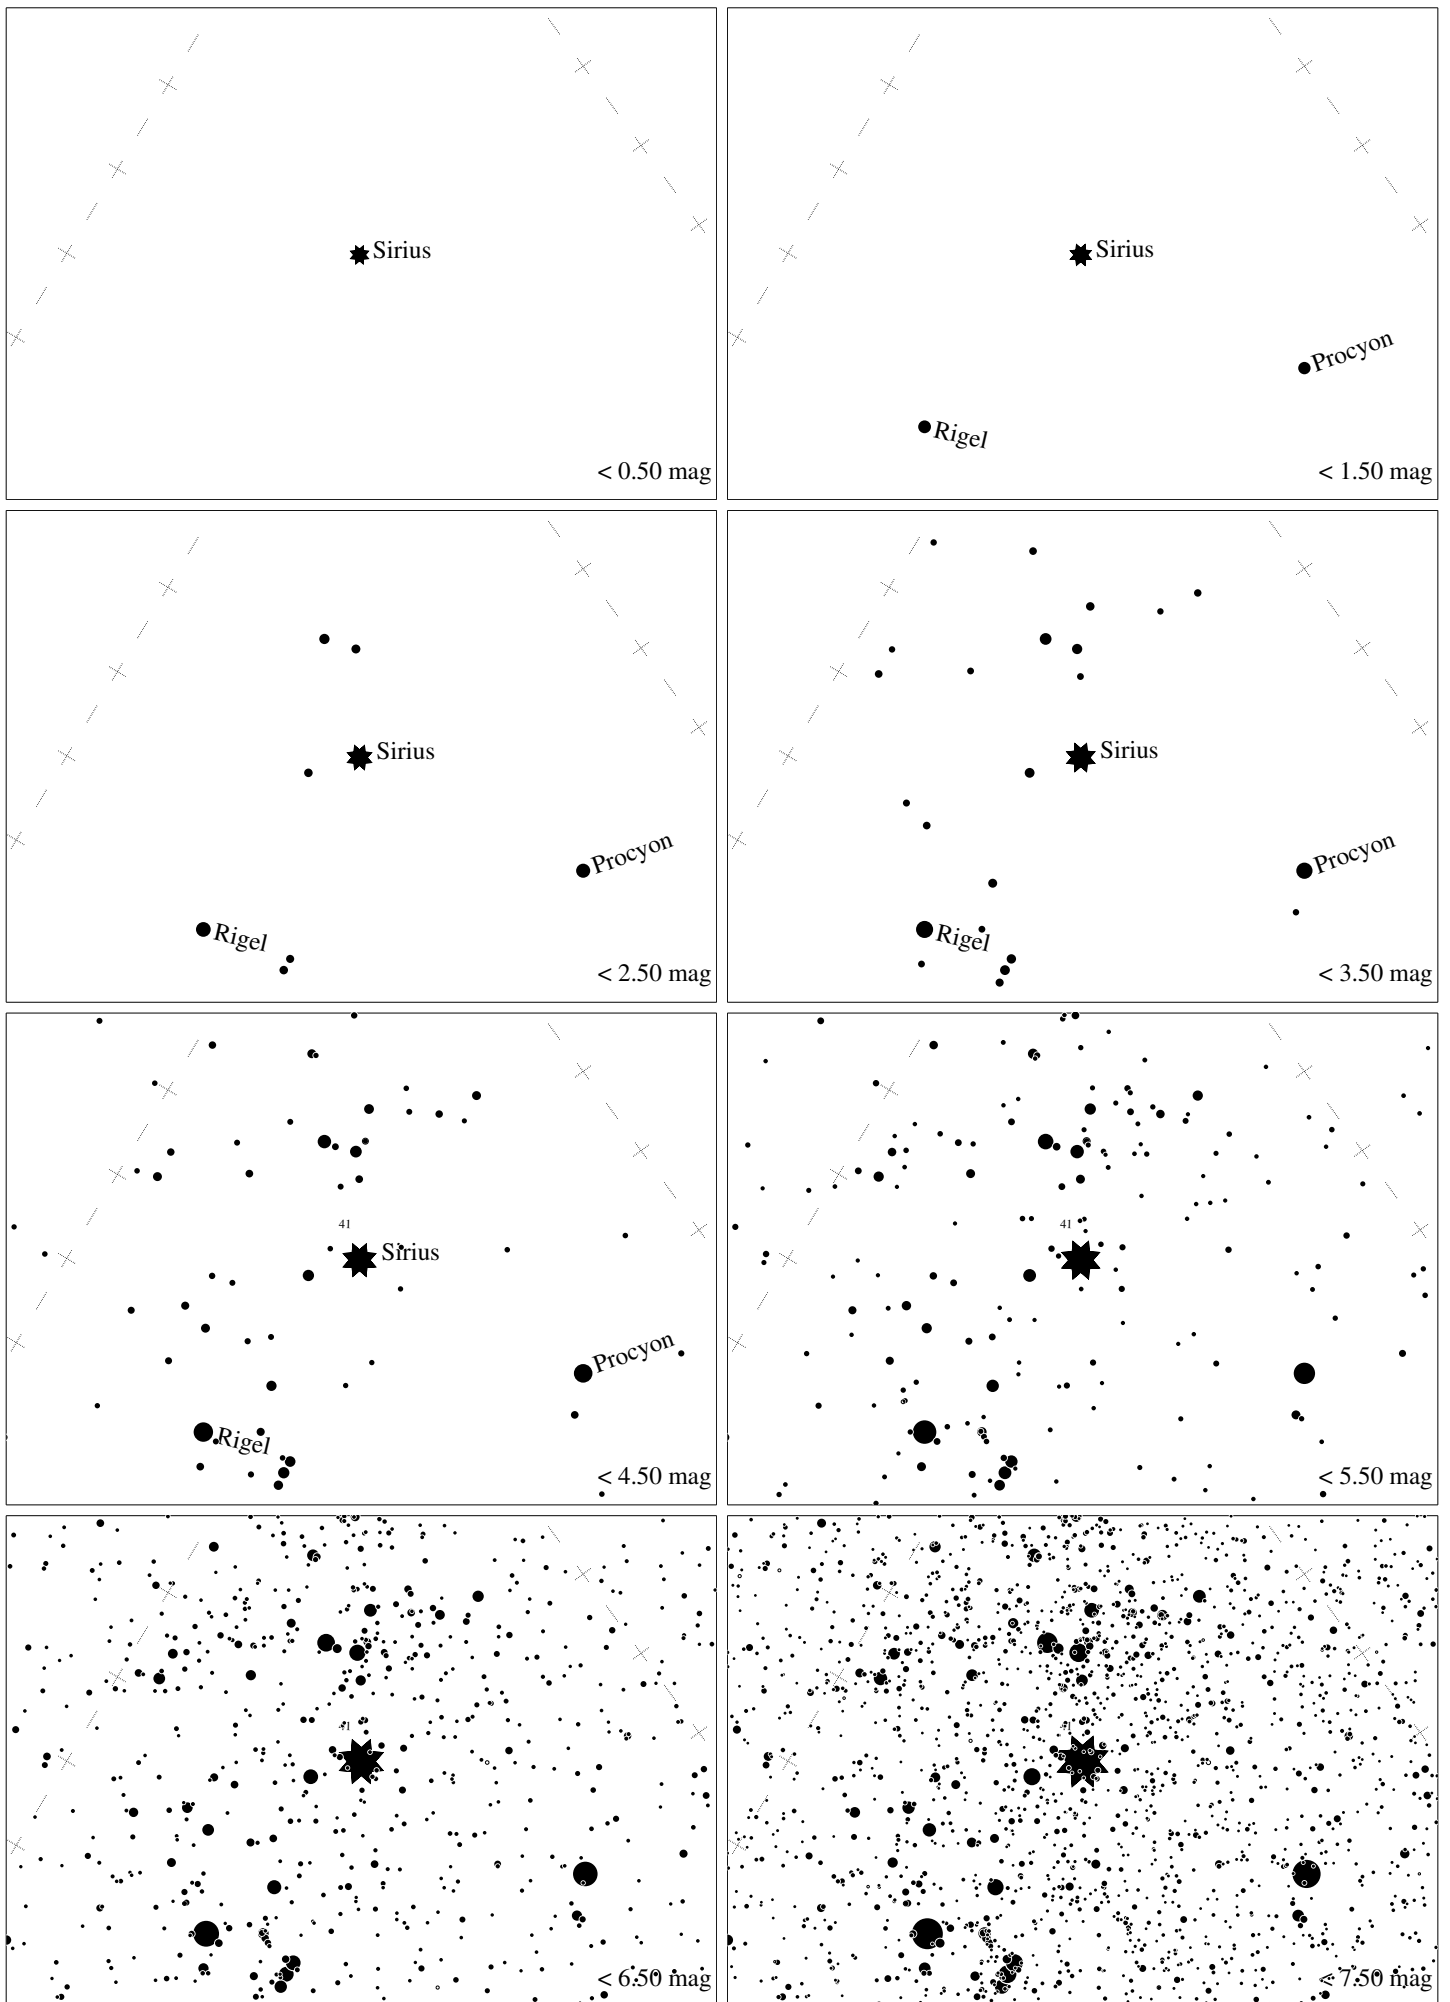 Sirius
< 0.50 mag
Sirius
Procyon
Rigel
< 1.50 mag
Sirius
Procyon
Rigel
< 2.50 mag
Sirius
Procyon
Rigel
< 3.50 mag
41
Sirius
Procyon
Rigel
< 4.50 mag
41
< 5.50 mag
41
< 6.50 mag
41
< 7.50 mag